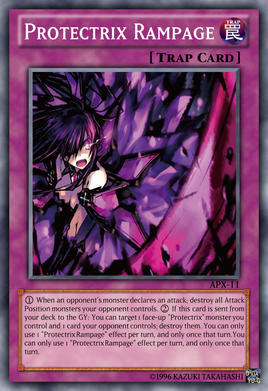 PROTECTRIX RAMPAGE
TRAP
罠
[TRAP CARD]
APX-11
① When an opponent's monster declares an attack; destroy all Attack
Position monsters your opponent controls. ② If this card is sent from
your deck to the GY: You can target 1 face-up "Protectrix" monster you
control and 1 card your opponent controls; destroy them. You can only
use 1 "Protectrix Rampage" effect per turn, and only once that turn.You
can only use 1 "Protectrix Rampage" effect per turn, and only once that
turn.
©1996 KAZUKI TAKAHASHI